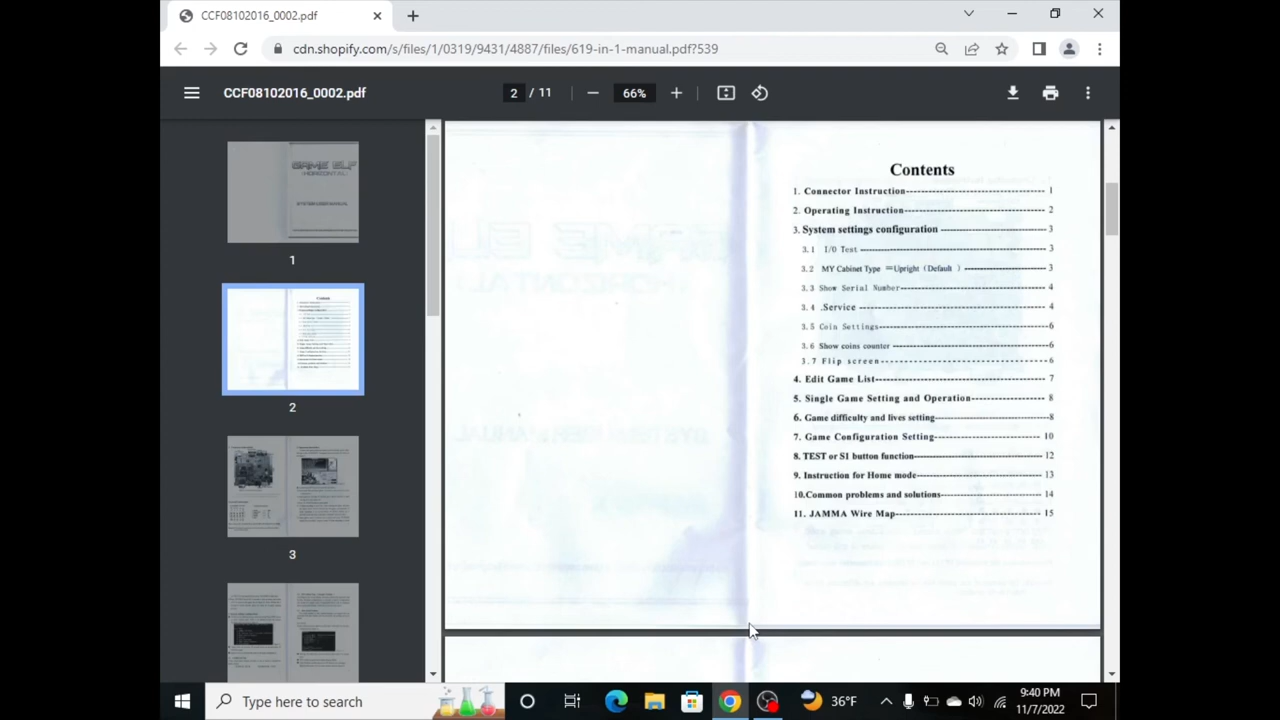 CCF08102016_0002.pdf
cdn.shopify.com/s/files/1/0319/9431/4887/files/619-in-1-manual.pdf?539
CCF08102016_0002.pdf
2 / 11
66%
GAME ELF
(HORIZONTAL)
SYSTEM USER MANUAL
1
2
3
Contents
1. Connector Instruction------------------------------------ 1
2. Operating Instruction------------------------------------ 2
3. System settings configuration --------------------------- 3
3.1 I/O Test ------------------------------------------------ 3
3.2 MY Cabinet Type =Upright (Default ) --------------------- 3
3.3 Show Serial Number-------------------------------------- 4
3.4 .Service ------------------------------------------------ 4
3.5 Coin Settings-------------------------------------------6
3.6 Show coins counter --------------------------------------6
3.7 Flip screen----------------------------6
4. Edit Game List-------------------------------------------- 7
5. Single Game Setting and Operation------------------- 8
6. Game difficulty and lives setting-----------------------------8
7. Game Configuration Setting---------------------------- 10
8. TEST or S1 button function--------------------------------- 12
9. Instruction for Home mode-------------------------------- 13
10.Common problems and solutions-------------------------- 14
11. JAMMA Wire Map-------------------------------------- 15
Type here to search
36°F
9:40 PM
11/7/2022